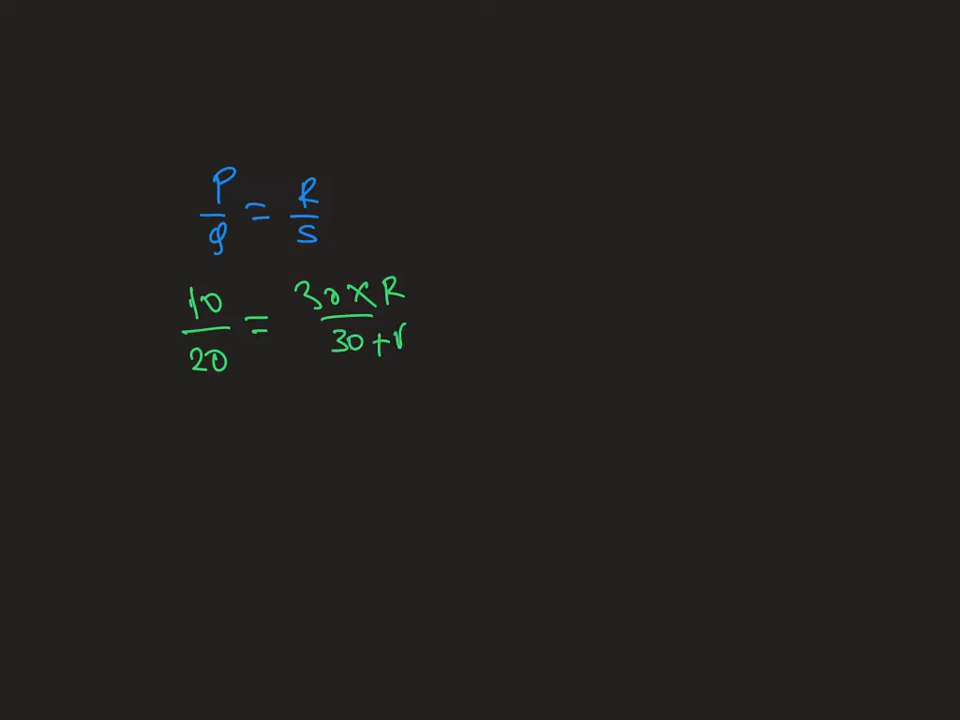 P/Q = R/S
10/20 = 30×R/30+r